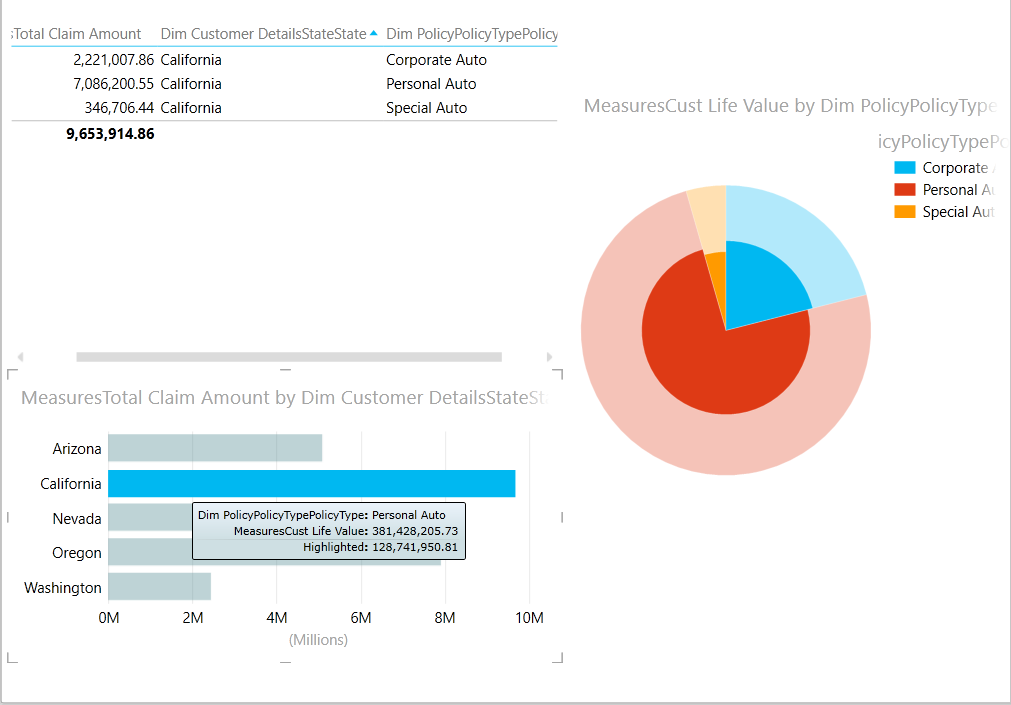 Total Claim Amount Dim Customer DetailsStateState Dim PolicyPolicyTypePolicy
2,221,007.86 California Corporate Auto
7,086,200.55 California Personal Auto
346,706.44 California Special Auto
9,653,914.86
MeasuresCust Life Value by Dim PolicyPolicyType
icyPolicyTypePo
Corporate A
Personal Au
Special Aut
MeasuresTotal Claim Amount by Dim Customer DetailsStateSt
Arizona
California
Nevada
Oregon
Washington
Dim PolicyPolicyTypePolicyType: Personal Auto
MeasuresCust Life Value: 381,428,205.73
Highlighted: 128,741,950.81
0M 2M 4M 6M 8M 10M
(Millions)